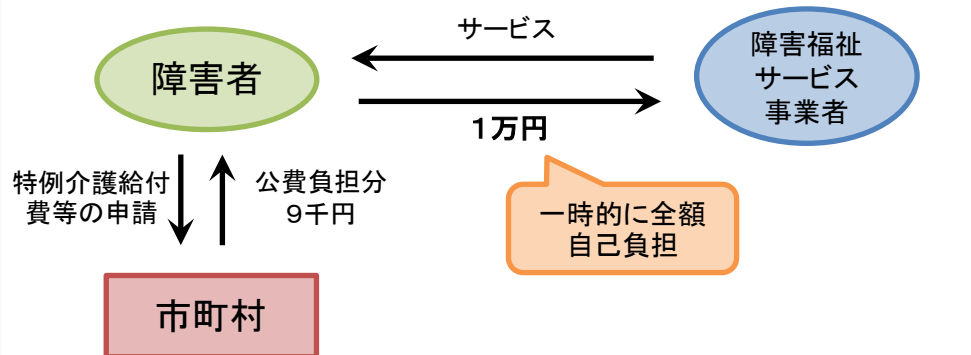 サービス
障害者
障害福祉
サービス
事業者
１万円
特例介護給付
費等の申請
公費負担分
９千円
一時的に全額
自己負担
市町村